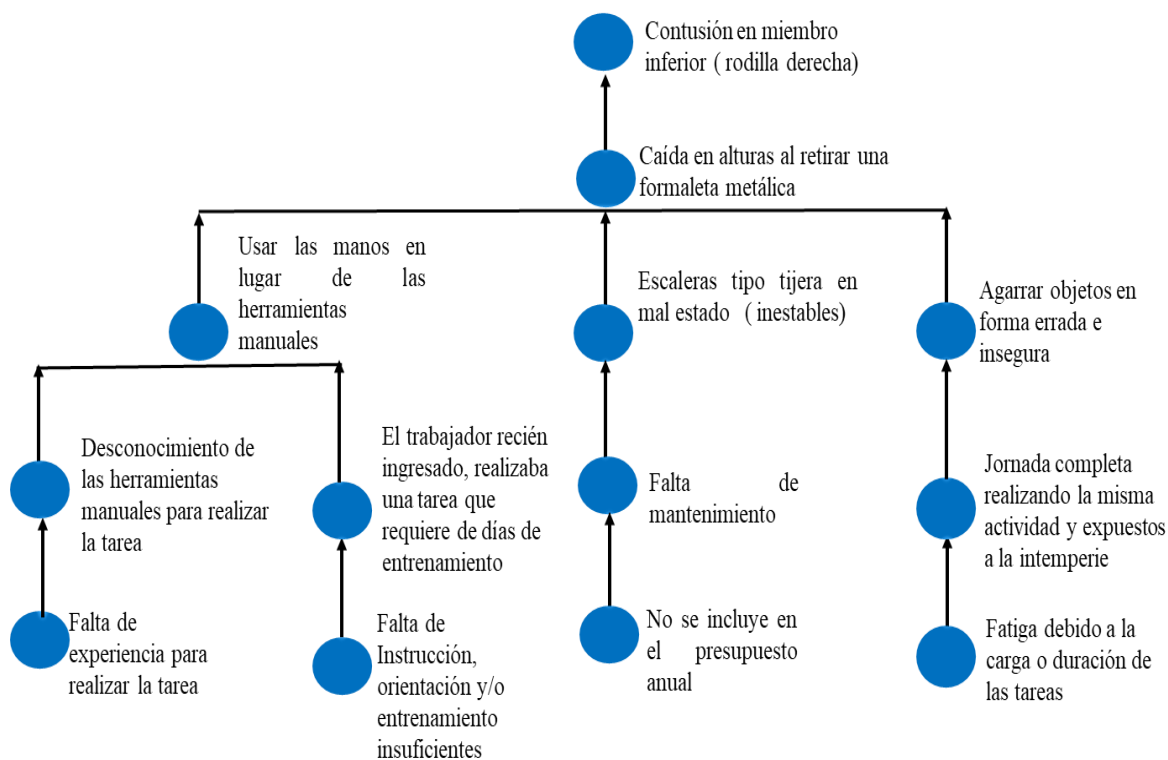 Contusión en miembro
inferior ( rodilla derecha)
Caída en alturas al retirar una
formaleta metálica
Usar las manos en
lugar de las
herramientas
manuales
Escaleras tipo tijera en
mal estado ( inestables)
Agarrar objetos en
forma errada e
insegura
Desconocimiento de
las herramientas
manuales para realizar
la tarea
El trabajador recién
ingresado, realizaba
una tarea que
requiere de días de
entrenamiento
Falta de
mantenimiento
Jornada completa
realizando la misma
actividad y expuestos
a la intemperie
Falta de
experiencia para
realizar la tarea
Falta de
Instrucción,
orientación y/o
entrenamiento
insuficientes
No se incluye en
el presupuesto
anual
Fatiga debido a la
carga o duración de
las tareas